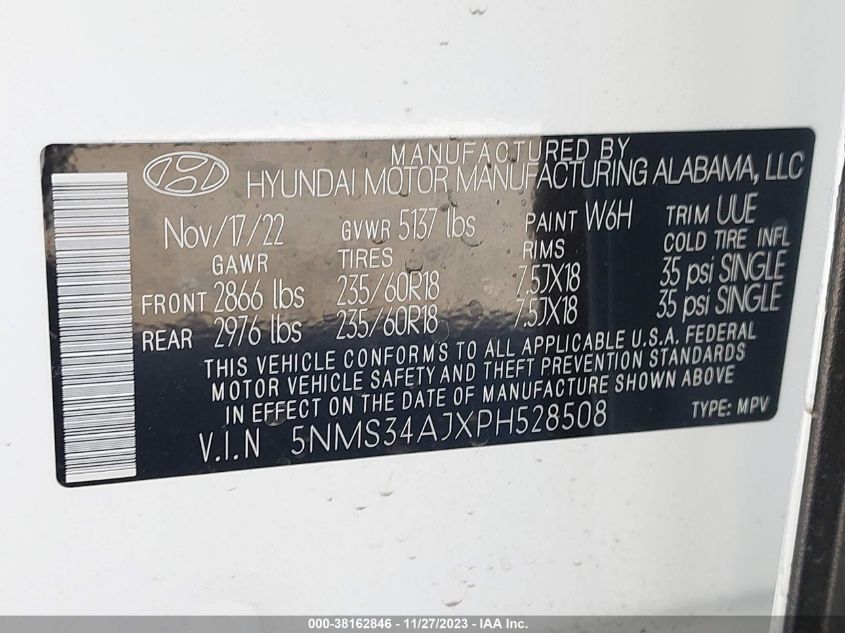 MANUFACTURED BY
HYUNDAI MOTOR MANUFACTURING ALABAMA, LLC
Nov/17/22 GVWR 5137 lbs PAINT W6H TRIM UUE
GAWR TIRES RIMS COLD TIRE INFL
FRONT 2866 lbs 235/60R18 7.5JX18 35 psi SINGLE
REAR 2976 lbs 235/60R18 7.5JX18 35 psi SINGLE
THIS VEHICLE CONFORMS TO ALL APPLICABLE U.S.A. FEDERAL
MOTOR VEHICLE SAFETY AND THEFT PREVENTION STANDARDS
IN EFFECT ON THE DATE OF MANUFACTURE SHOWN ABOVE
V.I.N 5NMS34AJXPH528508 TYPE: MPV
000-38162846 - 11/27/2023 - IAA Inc.